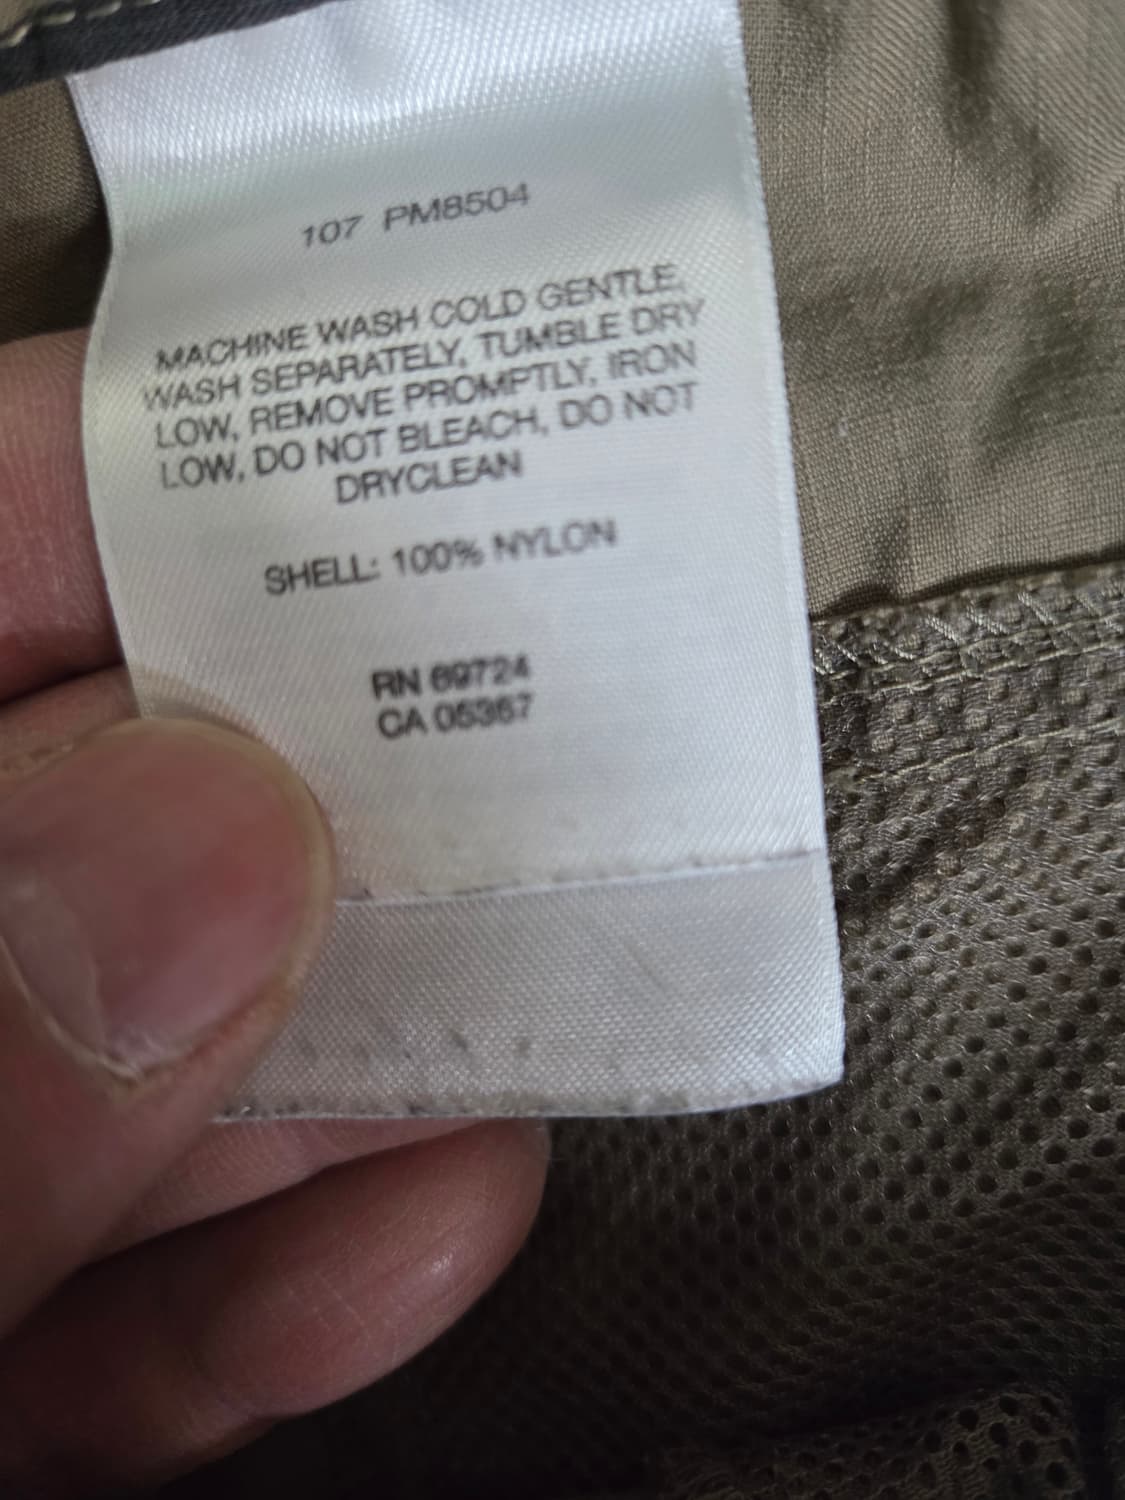 107 PM8504
MACHINE WASH COLD GENTLE,
WASH SEPARATELY, TUMBLE DRY
LOW, REMOVE PROMPTLY, IRON
LOW, DO NOT BLEACH, DO NOT
DRYCLEAN
SHELL: 100% NYLON
RN 69724
CA 05367